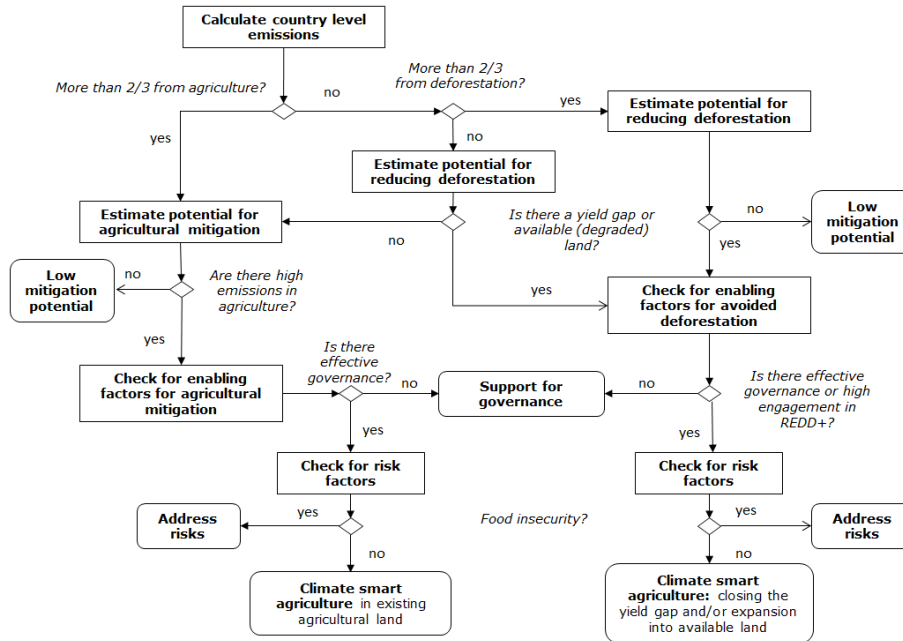 Calculate country level
emissions
More than 2/3 from agriculture?
no
More than 2/3
from deforestation?
yes
Estimate potential for
reducing deforestation
yes
no
Estimate potential for
reducing deforestation
Estimate potential for
agricultural mitigation
no
Is there a yield gap or
available (degraded)
land?
no
yes
Low
mitigation
potential
Low
mitigation
potential
no
Are there high
emissions in
agriculture?
yes
Check for enabling
factors for avoided
deforestation
yes
Is there
effective
governance?
Check for enabling
factors for agricultural
mitigation
no
Support for
governance
no
Is there effective
governance or high
engagement in
REDD+?
yes
yes
Check for risk
factors
Check for risk
factors
Address
risks
yes
Food insecurity?
yes
Address
risks
no
no
Climate smart
agriculture in existing
agricultural land
Climate smart
agriculture: closing the
yield gap and/or expansion
into available land